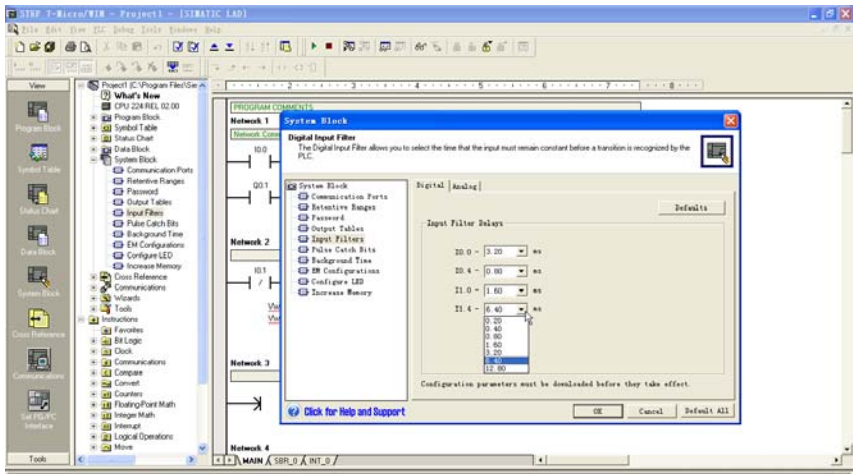 STEP 7-Micro/WIN - Project1 - [SIMATIC LAD]
File Edit View PLC Debug Tools Windows Help
View
Program Block
Symbol Table
Status Chart
Data Block
System Block
Cross Reference
Communications
Set PG/PC Interface
Tools
Project1 (C:\Program Files\Sie
What's New
CPU 224 REL 02.00
Program Block
Symbol Table
Status Chart
Data Block
System Block
Communication Ports
Retentive Ranges
Password
Output Tables
Input Filters
Pulse Catch Bits
Background Time
EM Configurations
Configure LED
Increase Memory
Cross Reference
Communications
Wizards
Tools
Instructions
Favorites
Bit Logic
Clock
Communications
Compare
Convert
Counters
Floating-Point Math
Integer Math
Interrupt
Logical Operations
Move
2 3 4 5 6 7 8
PROGRAM COMMENTS
Network 1
Network Com
I0.0
Q0.1
Network 2
I0.1
Network 3
Network 4
MAIN SBR_0 INT_0
System Block
Digital Input Filter
The Digital Input Filter allows you to select the time that the input must remain constant before a transition is recognized by the
PLC.
System Block
Communication Ports
Retentive Ranges
Password
Output Tables
Input Filters
Pulse Catch Bits
Background Time
EM Configurations
Configure LED
Increase Memory
Digital Analog
Defaults
Input Filter Delays
I0.0 - 3.20 ms
I0.4 - 0.80 ms
I1.0 - 1.60 ms
I1.4 - 6.40 ms
0.20
0.40
0.80
1.60
3.20
6.40
12.80
Configuration parameters must be downloaded before they take effect.
Click for Help and Support
OK Cancel Default All